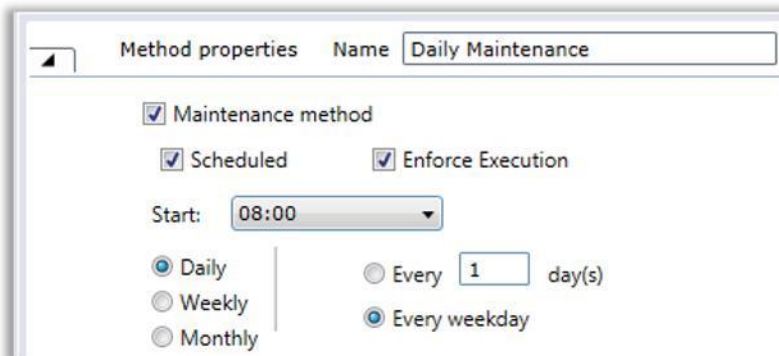 Method properties Name Daily Maintenance
Maintenance method
Scheduled Enforce Execution
Start: 08:00
Daily Every 1 day(s)
Weekly
Every weekday
Monthly